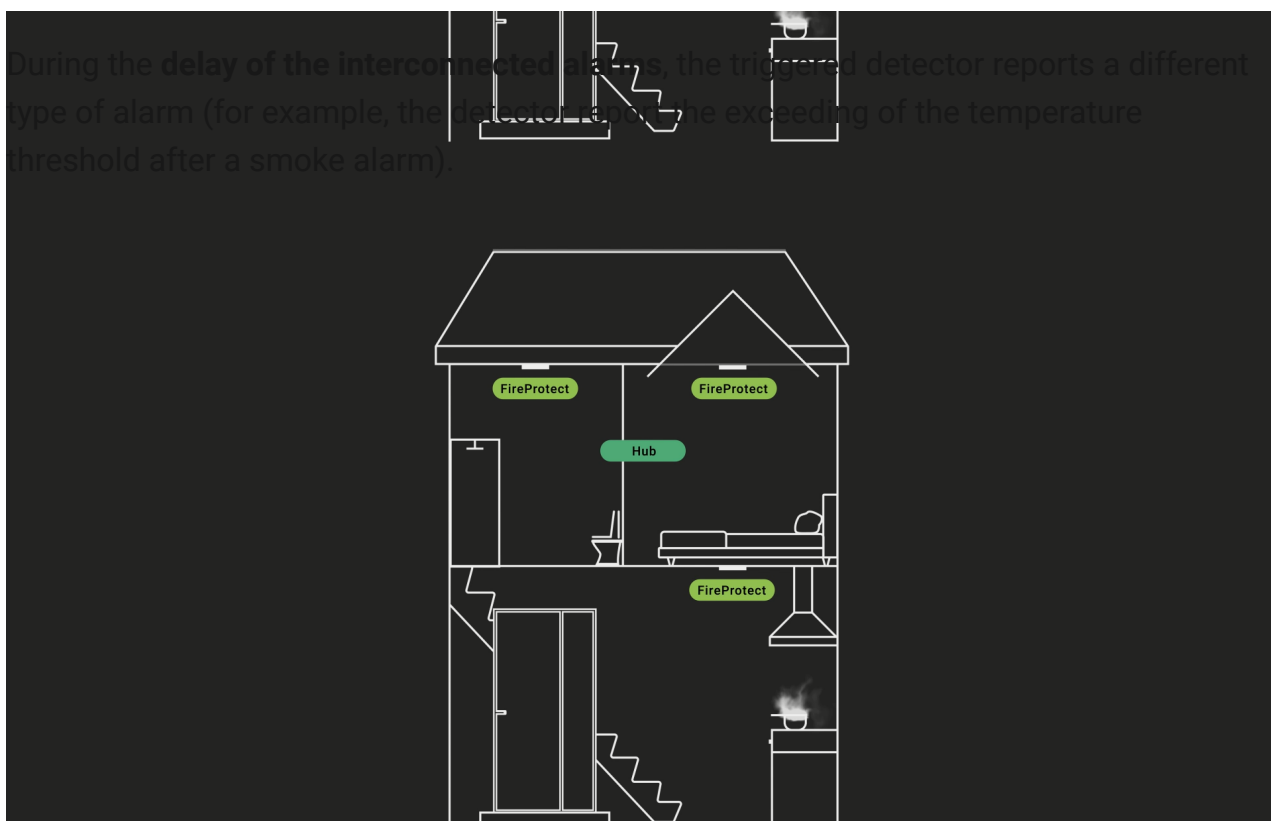 During the delay of the interconnected alarms, the triggered detector reports a different
type of alarm (for example, the detector report the exceeding of the temperature
threshold after a smoke alarm).
FireProtect FireProtect
Hub
FireProtect